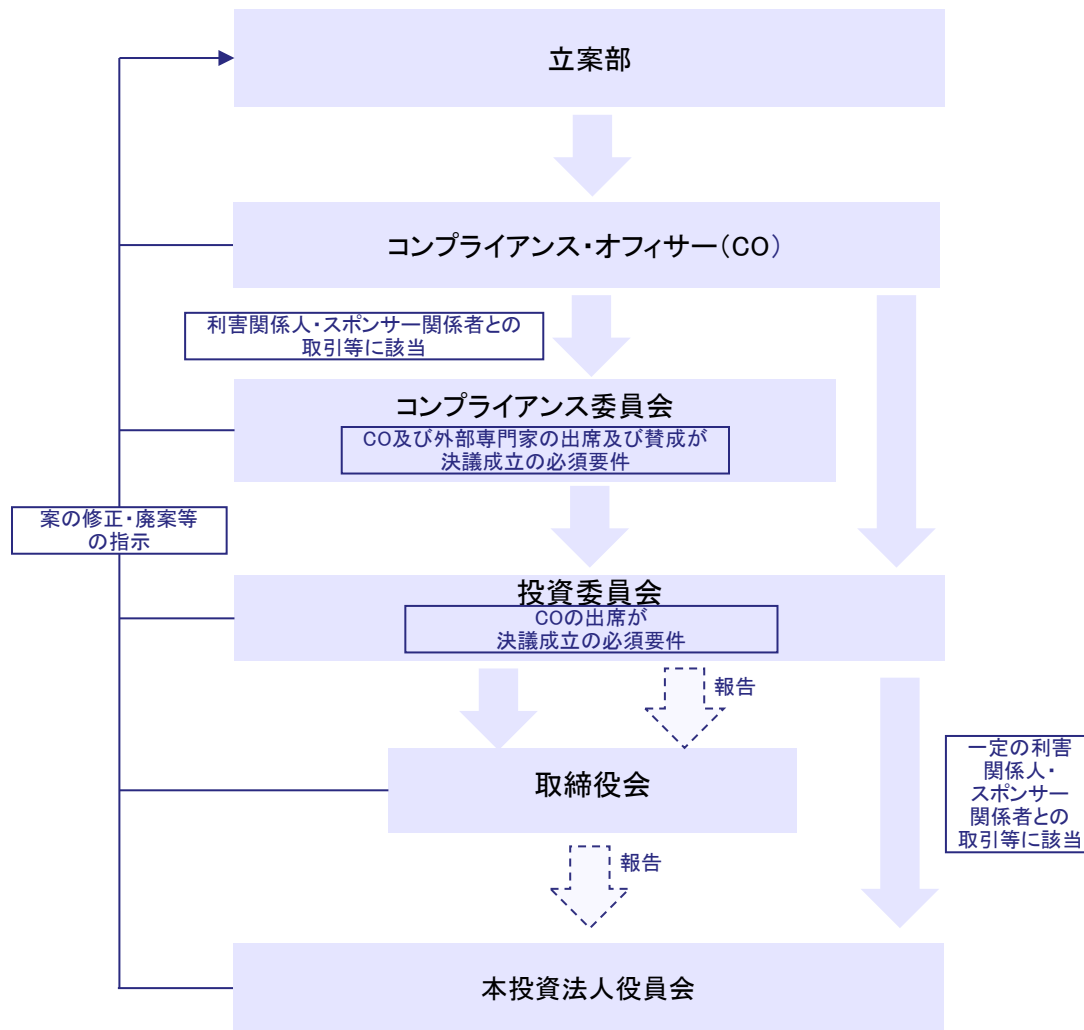 立案部
コンプライアンス・オフィサー(CO)
利害関係人・スポンサー関係者との
取引等に該当
コンプライアンス委員会
CO及び外部専門家の出席及び賛成が
決議成立の必須要件
案の修正・廃案等
の指示
投資委員会
COの出席が
決議成立の必須要件
報告
取締役会
一定の利害
関係人・
スポンサー
関係者との
取引等に該当
報告
本投資法人役員会